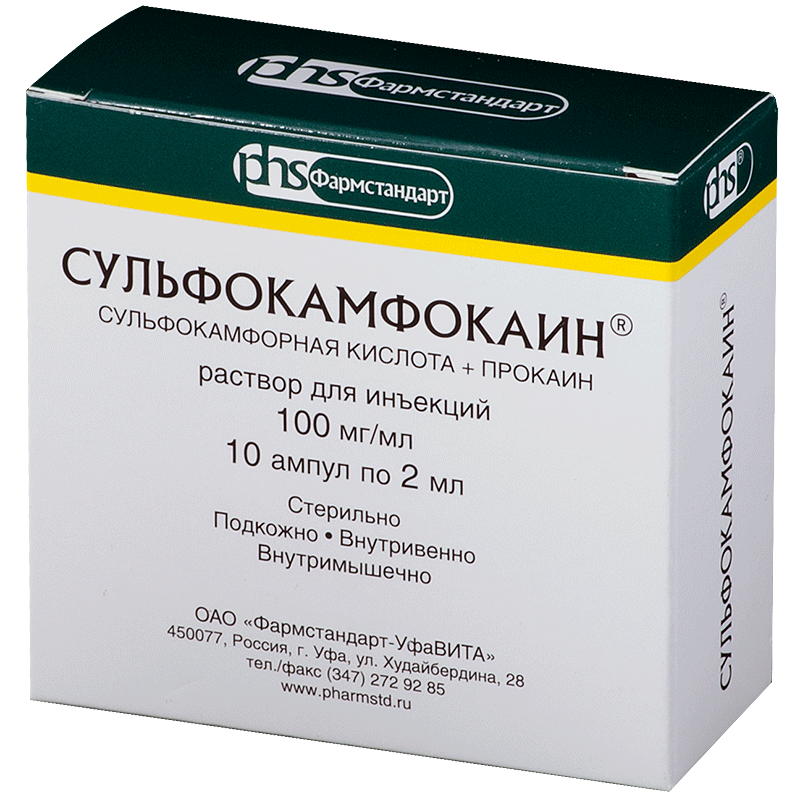 phs Фармстандарт
phs Фармстандарт
phs®
СУЛЬФОКАМФОКАИН®
СУЛЬФОКАМФОРНАЯ КИСЛОТА + ПРОКАИН
раствор для инъекций
100 мг/мл
10 ампул по 2 мл
Стерильно
Подкожно • Внутривенно
Внутримышечно
ОАО «Фармстандарт-УфаВИТА»
450077, Россия, г. Уфа, ул. Худайбердина, 28
тел./факс (347) 272 92 85
www.pharmstd.ru
СУЛЬФОКАМФОКАИН®